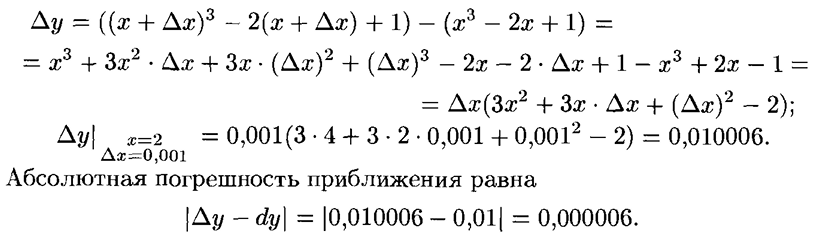 Δy = ((x + Δx)³ − 2(x + Δx) + 1) − (x³ − 2x + 1) =
= x³ + 3x² · Δx + 3x · (Δx)² + (Δx)³ − 2x − 2 · Δx + 1 − x³ + 2x − 1 =
= Δx(3x² + 3x · Δx + (Δx)² − 2);
Δy| x=2 Δx=0,001 = 0,001(3 · 4 + 3 · 2 · 0,001 + 0,001² − 2) = 0,010006.
Абсолютная погрешность приближения равна
|Δy − dy| = |0,010006 − 0,01| = 0,000006.